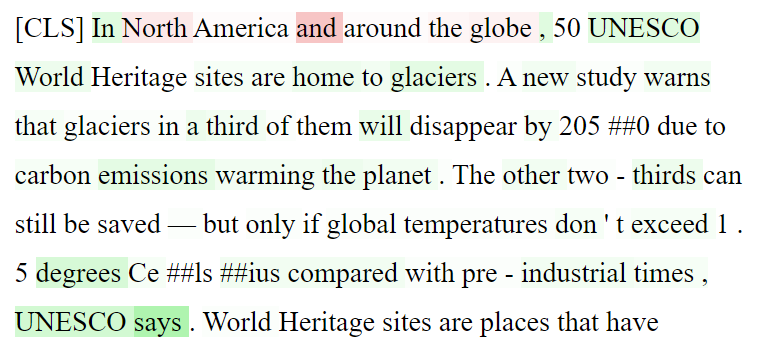 [CLS] In North America and around the globe , 50 UNESCO
World Heritage sites are home to glaciers . A new study warns
that glaciers in a third of them will disappear by 205 ##0 due to
carbon emissions warming the planet . The other two - thirds can
still be saved — but only if global temperatures don ' t exceed 1 .
5 degrees Ce ##ls ##ius compared with pre - industrial times ,
UNESCO says . World Heritage sites are places that have